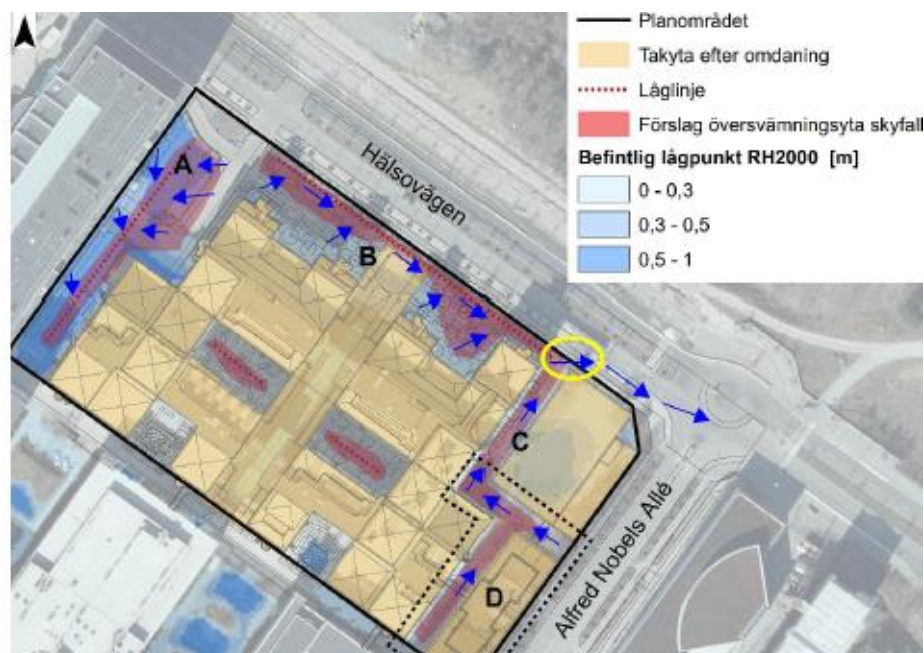 Planområdet
Takyta efter omdaning
Låglinje
Förslag översvämningsyta skyfall
Befintlig lågpunkt RH2000 [m]
0 - 0,3
0,3 - 0,5
0,5 - 1
Hälsovägen
A
B
C
D
Alfred Nobels Allé